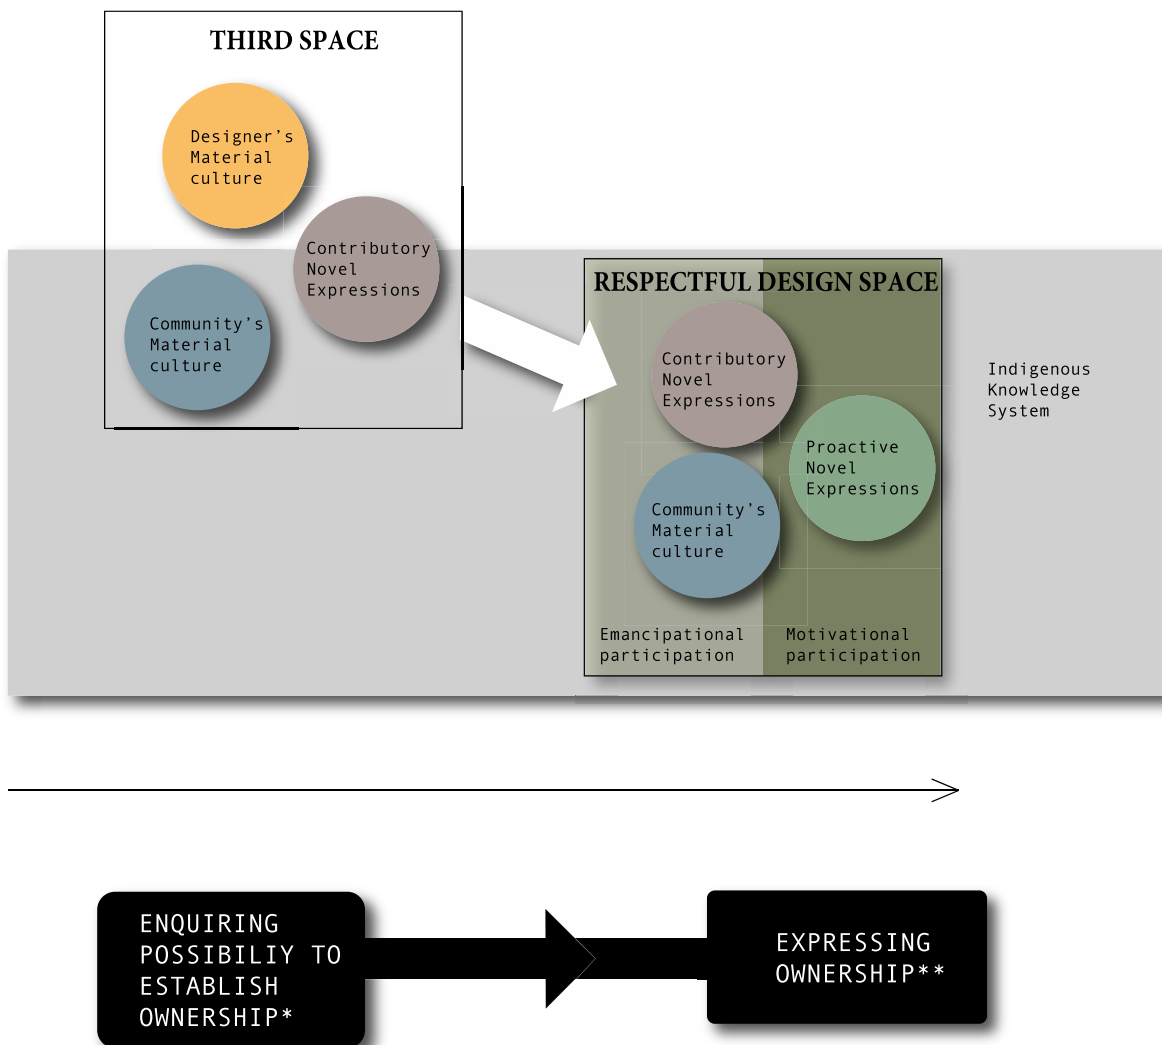 THIRD SPACE
Designer’s
Material
culture
Contributory
Novel
Expressions
Community’s
Material
culture
RESPECTFUL DESIGN SPACE
Contributory
Novel
Expressions
Proactive
Novel
Expressions
Community’s
Material
culture
Emancipational
participation
Motivational
participation
Indigenous
Knowledge
System
ENQUIRING
POSSIBILIY TO
ESTABLISH
OWNERSHIP*
EXPRESSING
OWNERSHIP**